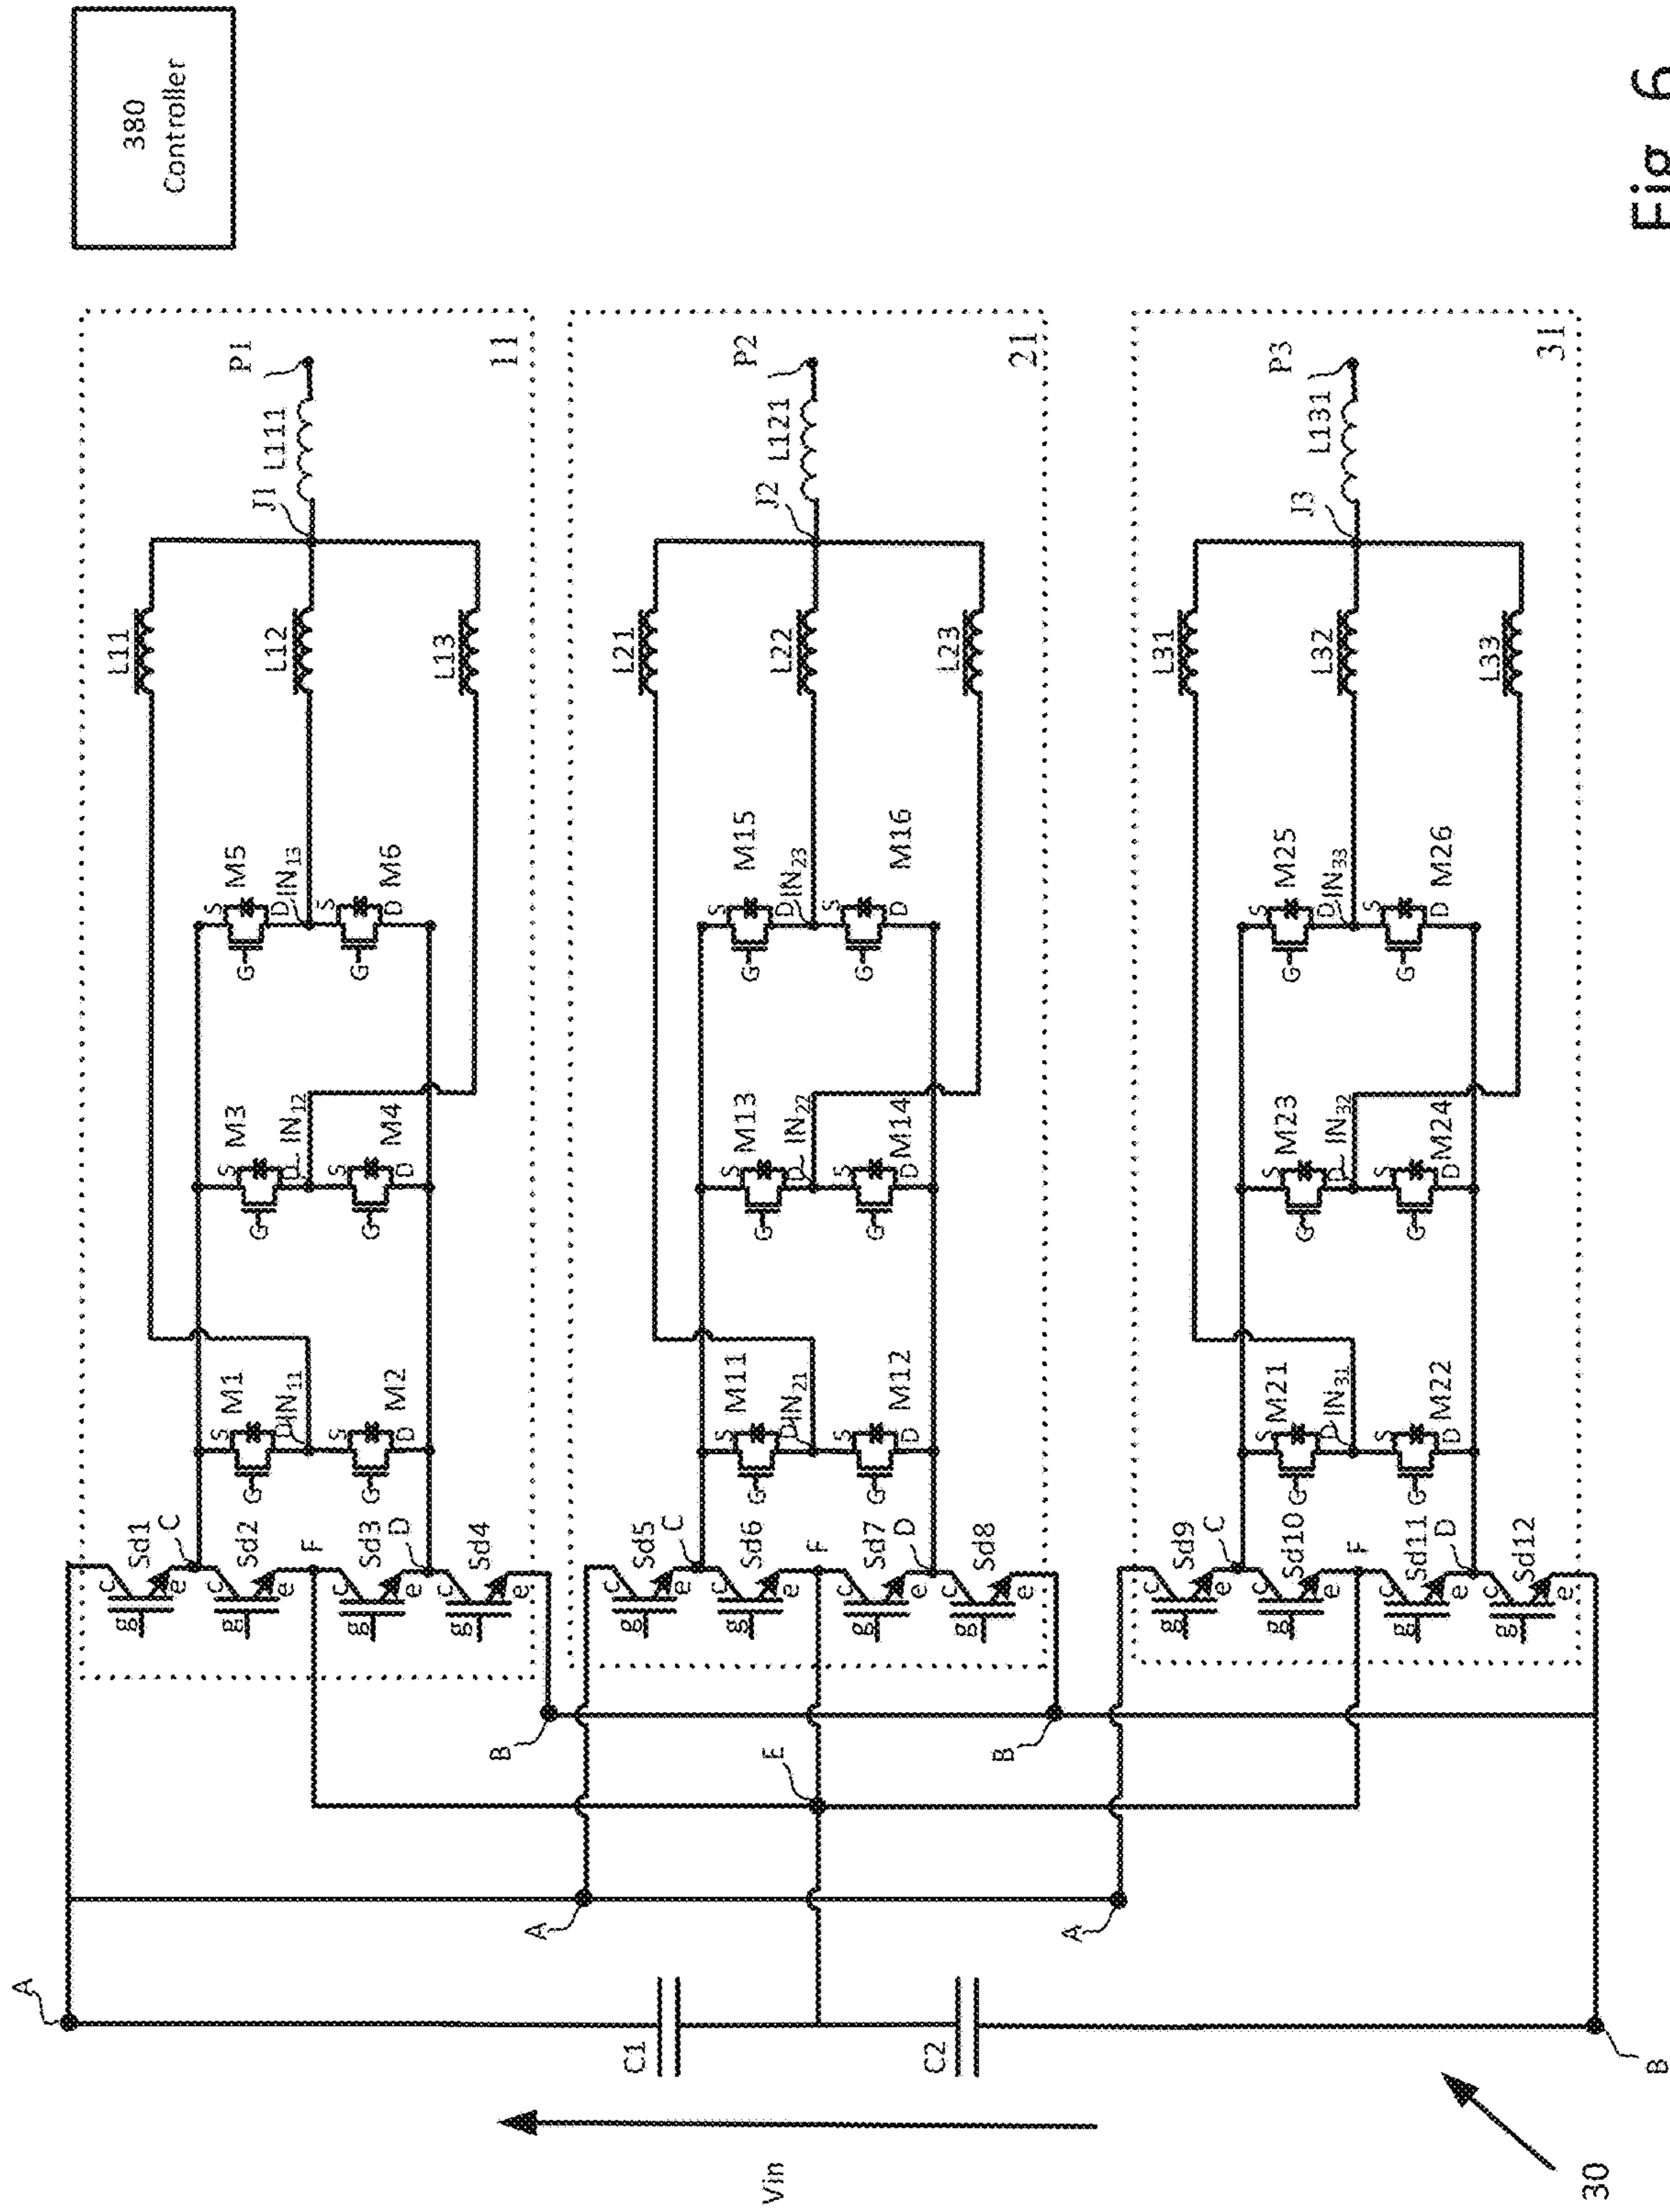 380
Controller
A
Vin
C1
C2
B
30
A
A
E
B
B
11
c
g
e
Sd1
C
c
g
e
Sd2
F
c
g
e
Sd3
D
c
g
e
Sd4
S
G
D
M1
IN11
S
G
D
M2
S
G
D
M3
IN12
S
G
D
M4
S
G
D
M5
IN13
S
G
D
M6
L11
L12
L13
J1
L111
P1
21
c
g
e
Sd5
C
c
g
e
Sd6
F
c
g
e
Sd7
D
c
g
e
Sd8
S
G
D
M11
IN21
S
G
D
M12
S
G
D
M13
IN22
S
G
D
M14
S
G
D
M15
IN23
S
G
D
M16
L21
L22
L23
J2
L121
P2
31
c
g
e
Sd9
C
c
g
e
Sd10
F
c
g
e
Sd11
D
c
g
e
Sd12
S
G
D
M21
IN31
S
G
D
M22
S
G
D
M23
IN32
S
G
D
M24
S
G
D
M25
IN33
S
G
D
M26
L31
L32
L33
J3
L131
P3
Fig. 6